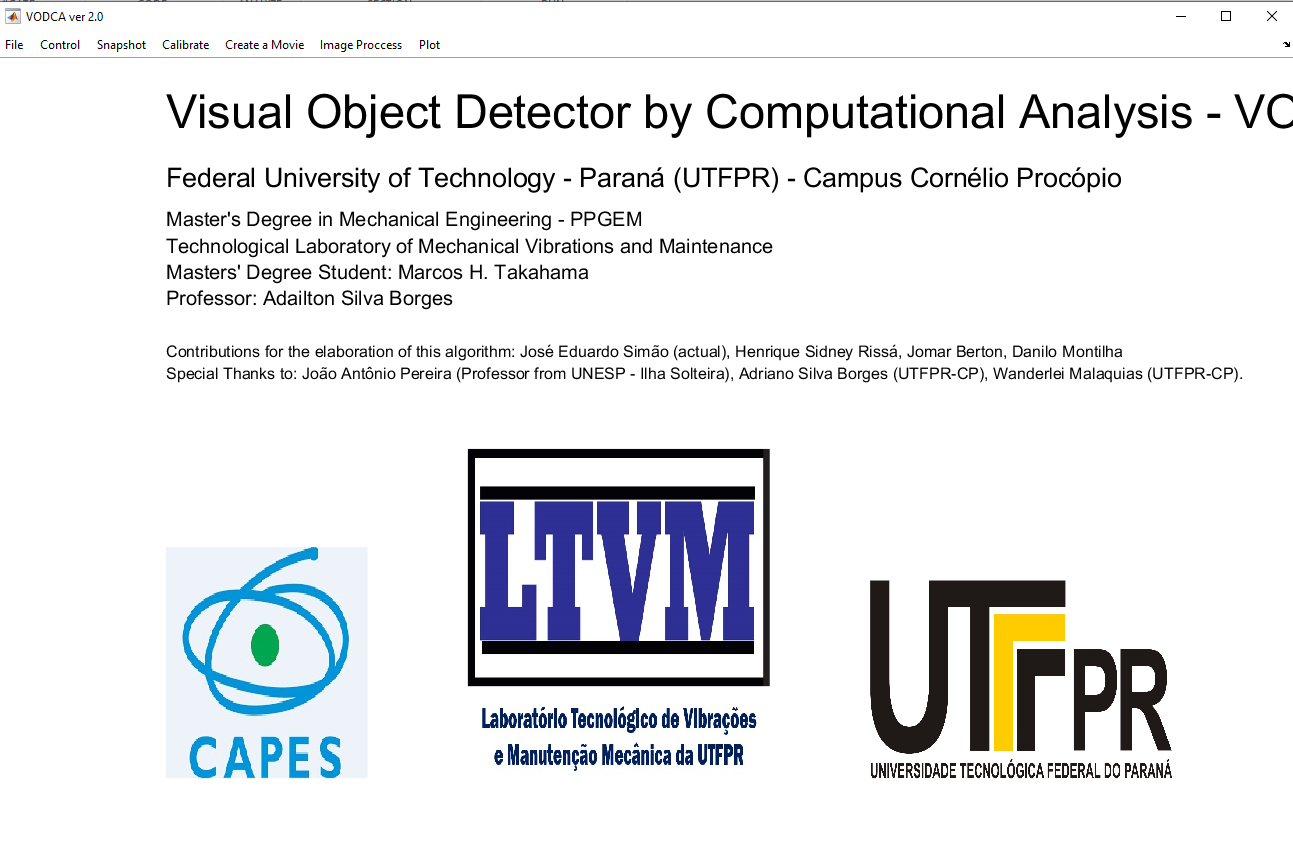 VODCA ver 2.0
File Control Snapshot Calibrate Create a Movie Image Proccess Plot
Visual Object Detector by Computational Analysis - VC
Federal University of Technology - Paraná (UTFPR) - Campus Cornélio Procópio
Master's Degree in Mechanical Engineering - PPGEM
Technological Laboratory of Mechanical Vibrations and Maintenance
Masters' Degree Student: Marcos H. Takahama
Professor: Adailton Silva Borges
Contributions for the elaboration of this algorithm: José Eduardo Simão (actual), Henrique Sidney Rissá, Jomar Berton, Danilo Montilha
Special Thanks to: João Antônio Pereira (Professor from UNESP - Ilha Solteira), Adriano Silva Borges (UTFPR-CP), Wanderlei Malaquias (UTFPR-CP).
CAPES
LTVM
Laboratório Tecnológico de Vibrações
e Manutenção Mecânica da UTFPR
UTFPR
UNIVERSIDADE TECNOLÓGICA FEDERAL DO PARANÁ